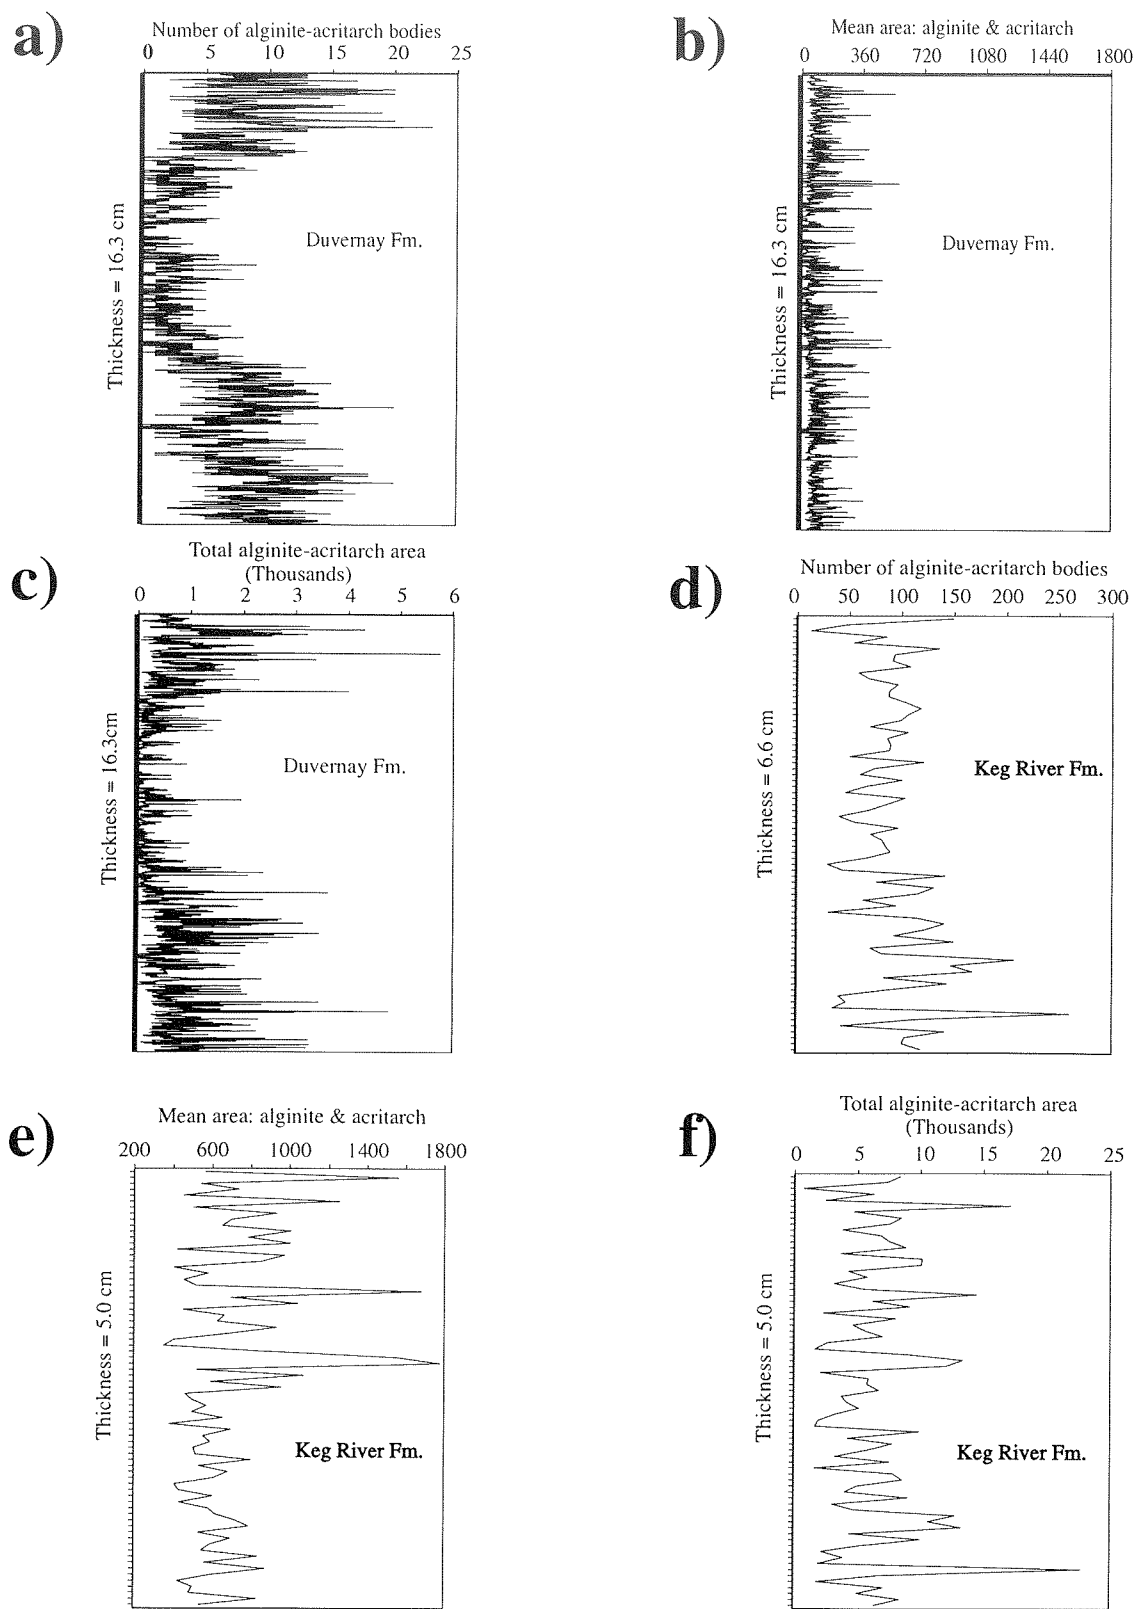 a)
Number of alginite-acritarch bodies
0 5 10 15 20 25
Thickness = 16.3 cm
Duvernay Fm.
b)
Mean area: alginite & acritarch
0 360 720 1080 1440 1800
Thickness = 16.3 cm
Duvernay Fm.
c)
Total alginite-acritarch area
(Thousands)
0 1 2 3 4 5 6
Thickness = 16.3cm
Duvernay Fm.
d)
Number of alginite-acritarch bodies
0 50 100 150 200 250 300
Thickness = 6.6 cm
Keg River Fm.
e)
Mean area: alginite & acritarch
200 600 1000 1400 1800
Thickness = 5.0 cm
Keg River Fm.
f)
Total alginite-acritarch area
(Thousands)
0 5 10 15 20 25
Thickness = 5.0 cm
Keg River Fm.